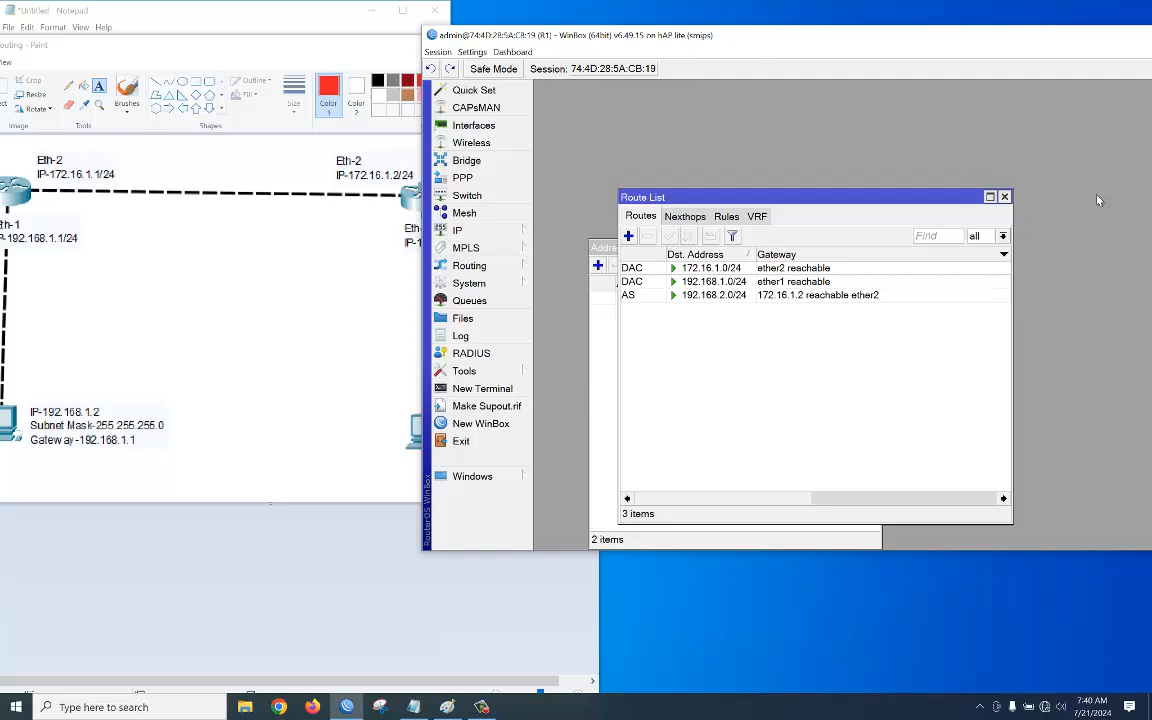 *Untitled - Notepad
File Edit Format View Help
outing - Paint
iew
Crop
Resize
Rotate
Image
Tools
Brushes
Outline
Fill
Shapes
Size
Color 1
Color 2
Eth-2
IP-172.16.1.1/24
Eth-2
IP-172.16.1.2/24
th-1
P-192.168.1.1/24
Eth-
IP-1
IP-192.168.1.2
Subnet Mask-255.255.255.0
Gateway-192.168.1.1
admin@74:4D:28:5A:CB:19 (R1) - WinBox (64bit) v6.49.15 on hAP lite (smips)
Session Settings Dashboard
Safe Mode Session: 74:4D:28:5A:CB:19
Quick Set
CAPsMAN
Interfaces
Wireless
Bridge
PPP
Switch
Mesh
IP
MPLS
Routing
System
Queues
Files
Log
RADIUS
Tools
New Terminal
Make Supout.rif
New WinBox
Exit
Windows
RouterOS WinBox
Addre
2 items
Route List
Routes Nexthops Rules VRF
Find all
Dst. Address Gateway
DAC 172.16.1.0/24 ether2 reachable
DAC 192.168.1.0/24 ether1 reachable
AS 192.168.2.0/24 172.16.1.2 reachable ether2
3 items
Type here to search
7:40 AM
7/21/2024